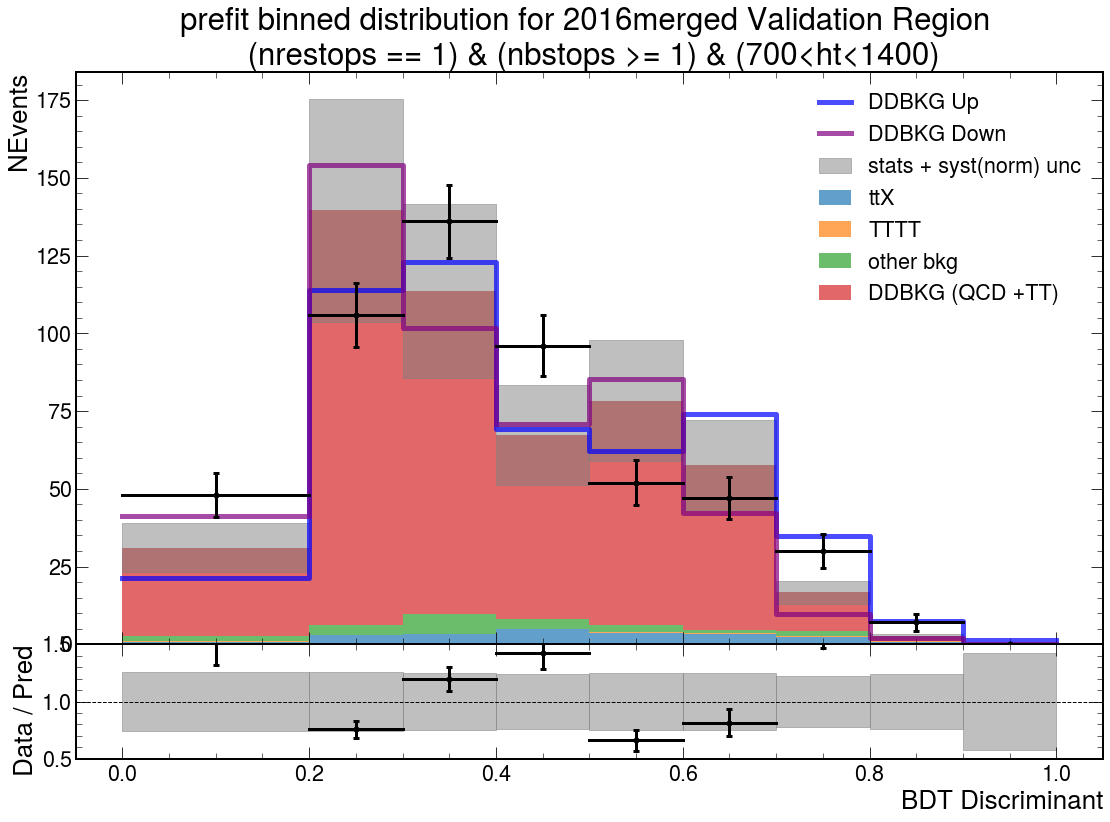 prefit binned distribution for 2016merged Validation Region
(nrestops == 1) & (nbstops >= 1) & (700<ht<1400)
NEvents
175
150
125
100
75
50
25
0
DDBKG Up
DDBKG Down
stats + syst(norm) unc
ttX
TTTT
other bkg
DDBKG (QCD +TT)
Data / Pred
1.5
1.0
0.5
0.0 0.2 0.4 0.6 0.8 1.0
BDT Discriminant